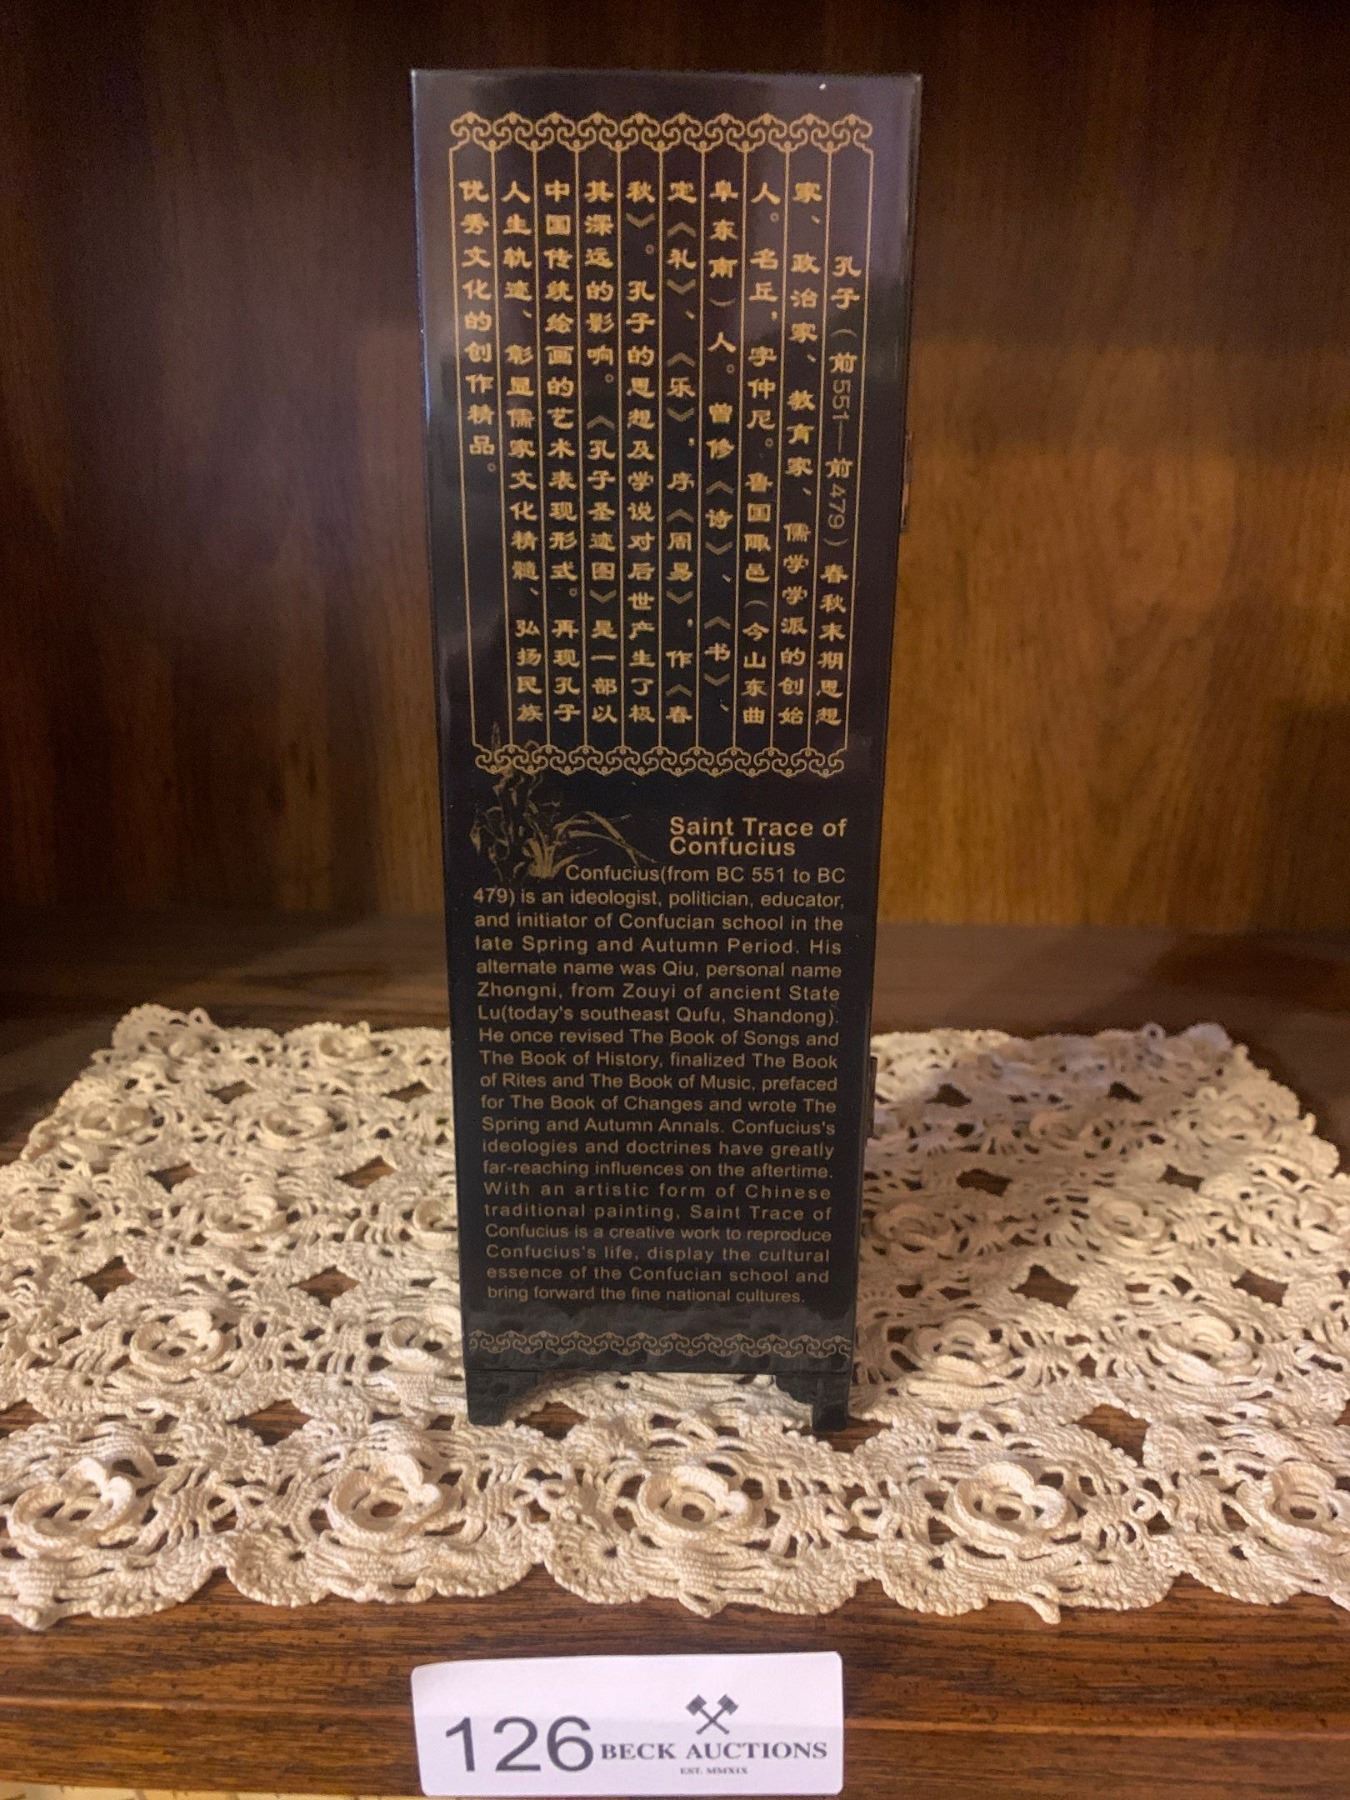 孔子（前551—前479）春秋末期思想
家、政治家、教育家、儒学学派的创始
人。名丘，字仲尼。鲁国陬邑（今山东曲
阜东南）人。曾修《诗》、《书》、
定《礼》、《乐》，序《周易》，作《春
秋》。孔子的思想及学说对后世产生了极
其深远的影响。《孔子圣迹图》是一部以
中国传统绘画的艺术表现形式。再现孔子
人生轨迹、彰显儒家文化精髓、弘扬民族
优秀文化的创作精品。
Saint Trace of
Confucius
Confucius(from BC 551 to BC
479) is an ideologist, politician, educator,
and initiator of Confucian school in the
late Spring and Autumn Period. His
alternate name was Qiu, personal name
Zhongni, from Zouyi of ancient State
Lu(today's southeast Qufu, Shandong).
He once revised The Book of Songs and
The Book of History, finalized The Book
of Rites and The Book of Music, prefaced
for The Book of Changes and wrote The
Spring and Autumn Annals. Confucius's
ideologies and doctrines have greatly
far-reaching influences on the aftertime.
With an artistic form of Chinese
traditional painting, Saint Trace of
Confucius is a creative work to reproduce
Confucius's life, display the cultural
essence of the Confucian school and
bring forward the fine national cultures.
126
BECK AUCTIONS
EST. MMXIX